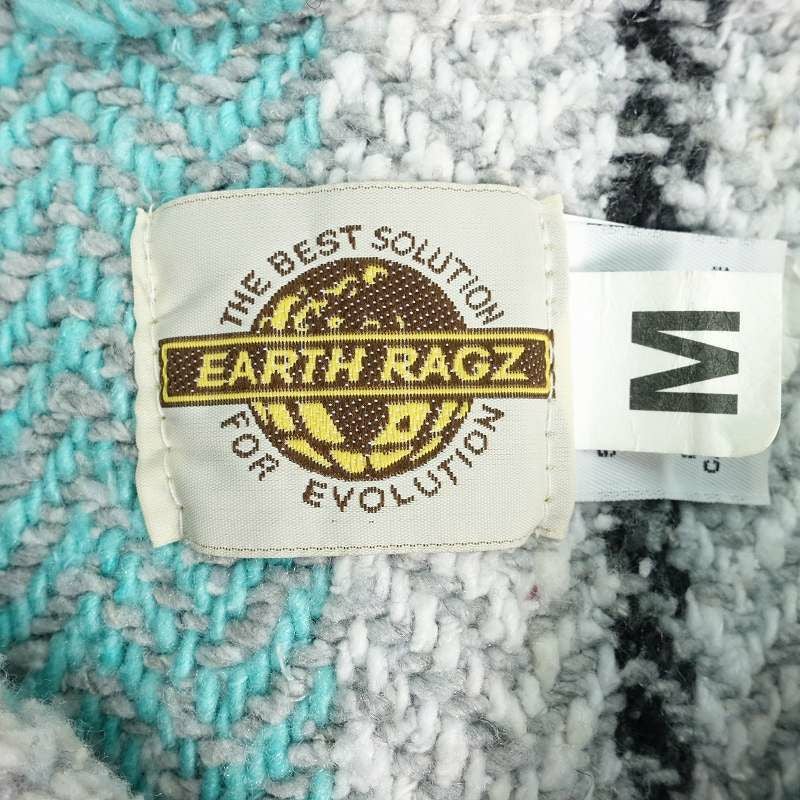 THE BEST SOLUTION
EARTH RAGZ
FOR EVOLUTION
M